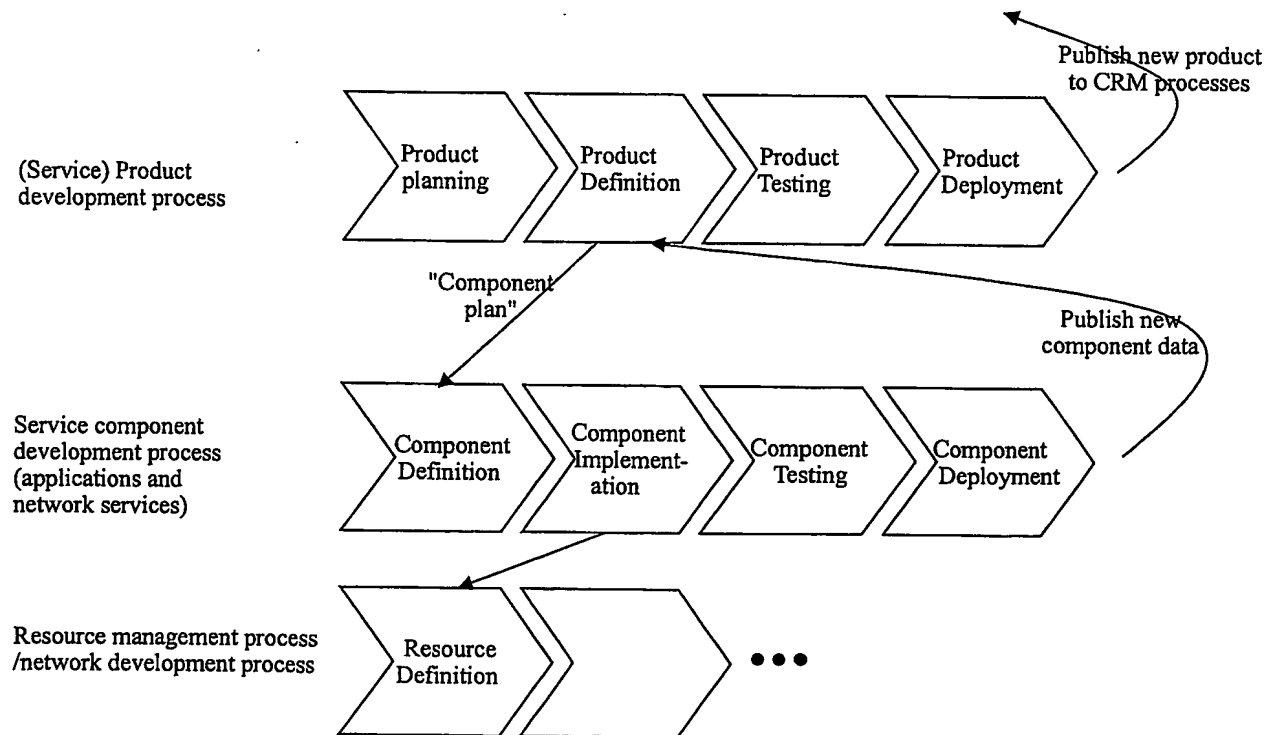 Publish new product
to CRM processes
(Service) Product
development process
Product
planning
Product
Definition
Product
Testing
Product
Deployment
"Component
plan"
Publish new
component data
Service component
development process
(applications and
network services)
Component
Definition
Component
Implement-
ation
Component
Testing
Component
Deployment
Resource management process
/network development process
Resource
Definition